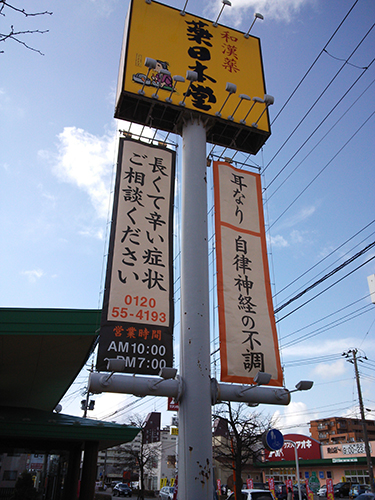 和漢薬
薬日本堂
長くて辛い症状
ご相談ください
0120
55-4193
営業時間
AM10:00
PM7:00
耳なり
自律神経の不調